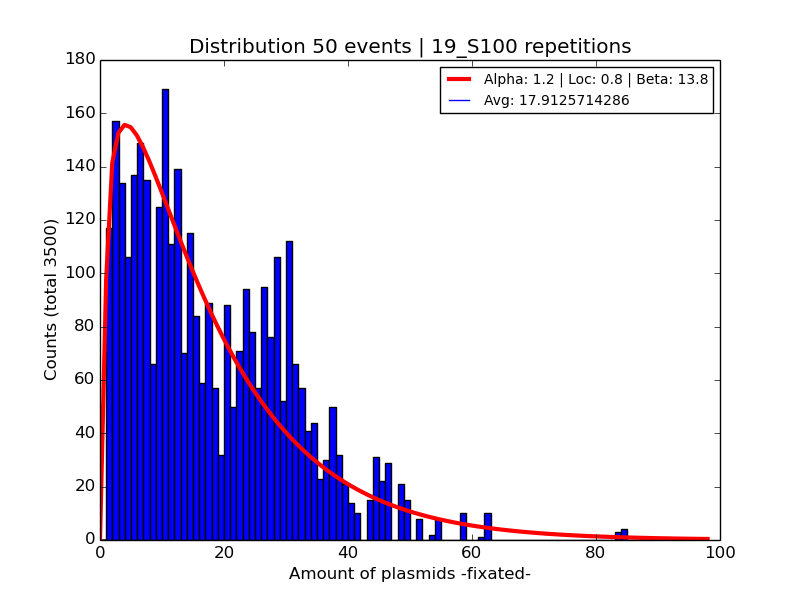 Distribution 50 events | 19_S100 repetitions
Alpha: 1.2 | Loc: 0.8 | Beta: 13.8
Avg: 17.9125714286
180
160
140
120
100
80
60
40
20
0
Counts (total 3500)
0 20 40 60 80 100
Amount of plasmids -fixated-